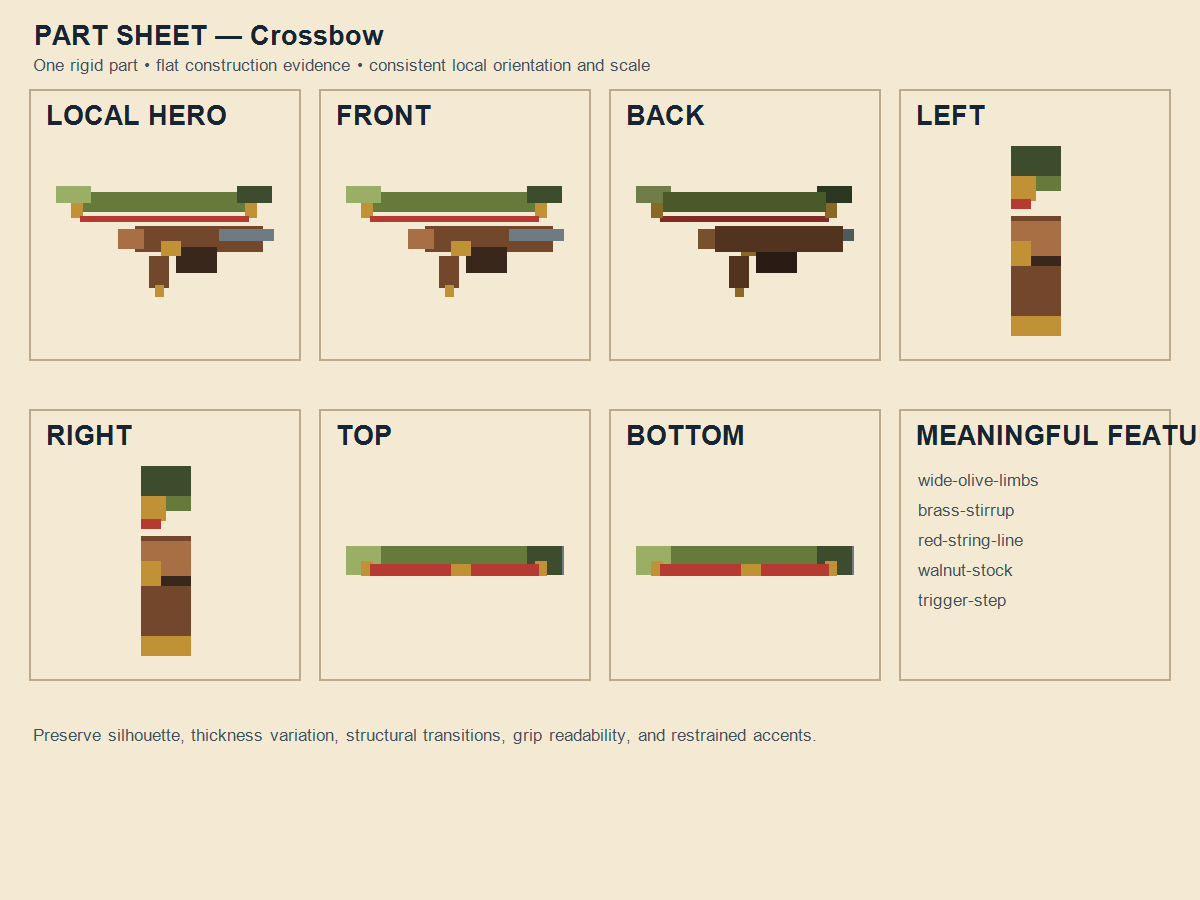 PART SHEET — Crossbow
One rigid part • flat construction evidence • consistent local orientation and scale
LOCAL HERO
FRONT
BACK
LEFT
RIGHT
TOP
BOTTOM
MEANINGFUL FEATU
wide-olive-limbs
brass-stirrup
red-string-line
walnut-stock
trigger-step
Preserve silhouette, thickness variation, structural transitions, grip readability, and restrained accents.